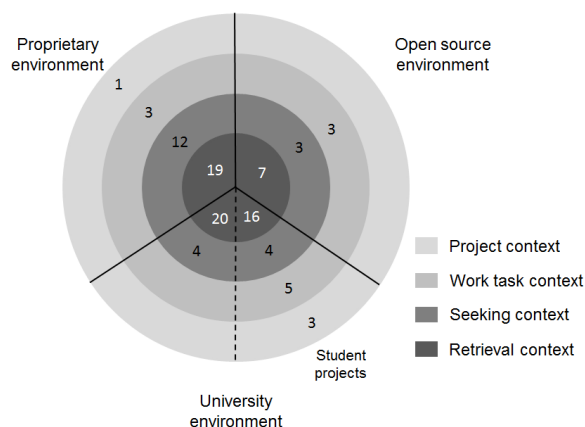 Proprietary
environment
Open source
environment
1
3
3
12
3
19
7
20
16
4
4
5
3
Student
projects
University
environment
Project context
Work task context
Seeking context
Retrieval context